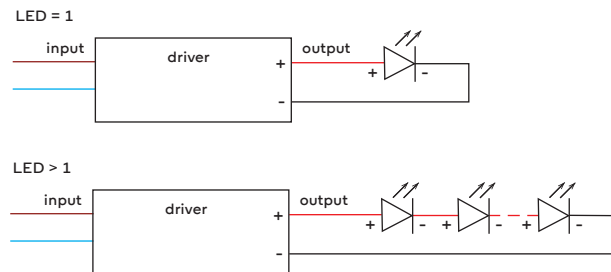 LED = 1
input driver + output
+ -
-
LED > 1
input driver + output
+ - + - + -
-